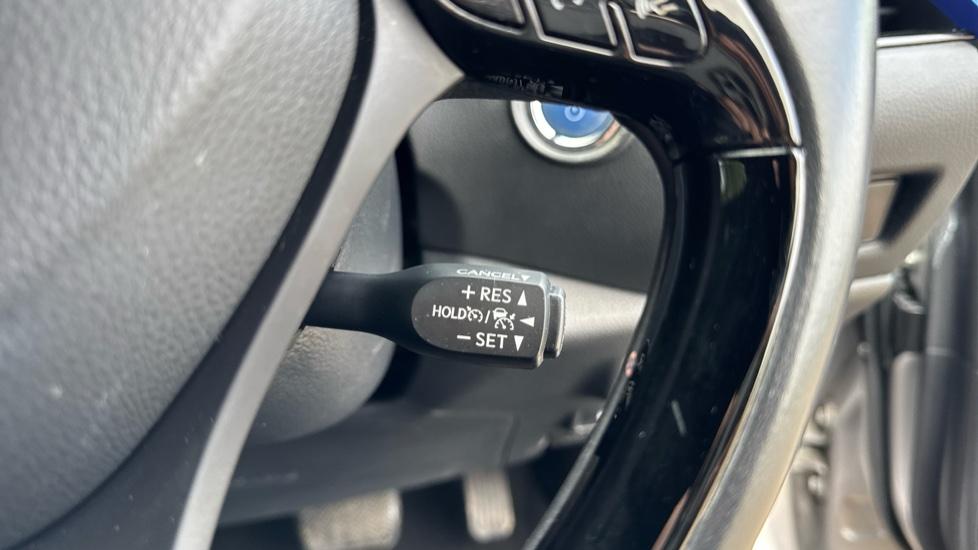 CANCEL▼
+ RES ▲
HOLD / ◄
− SET ▼